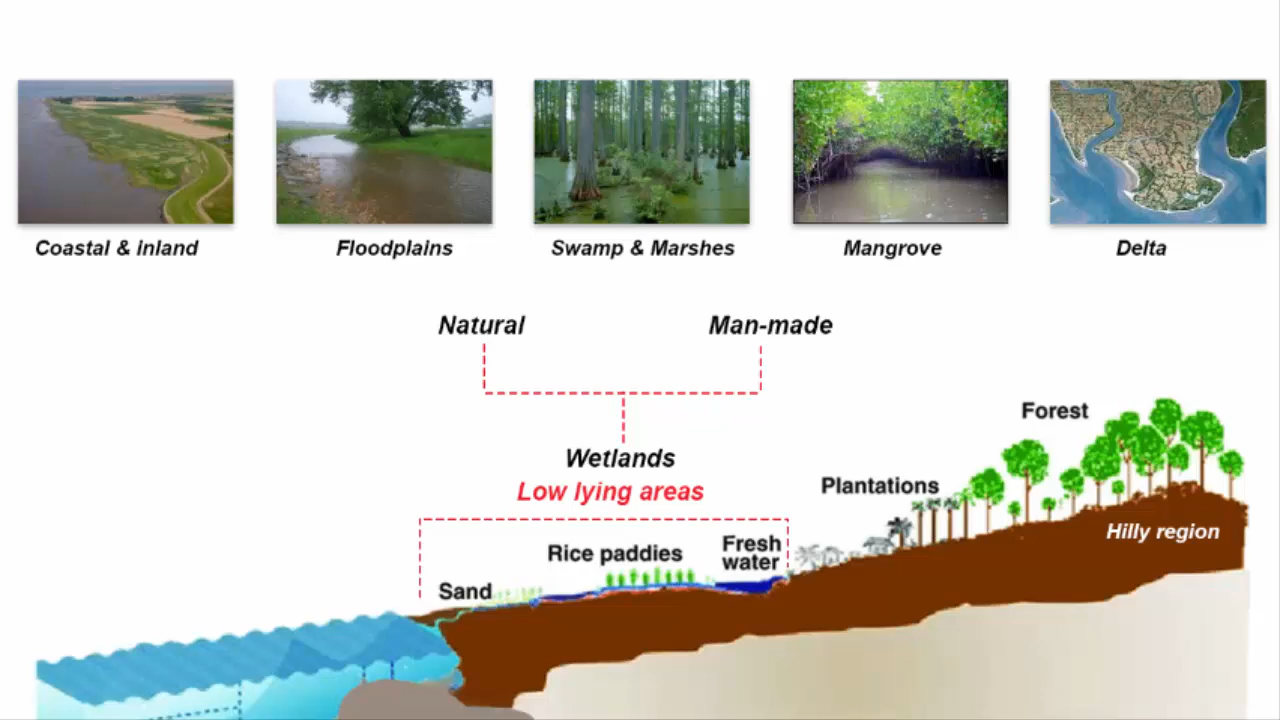 Coastal & inland
Floodplains
Swamp & Marshes
Mangrove
Delta
Natural
Man-made
Wetlands
Low lying areas
Forest
Plantations
Hilly region
Fresh
water
Rice paddies
Sand